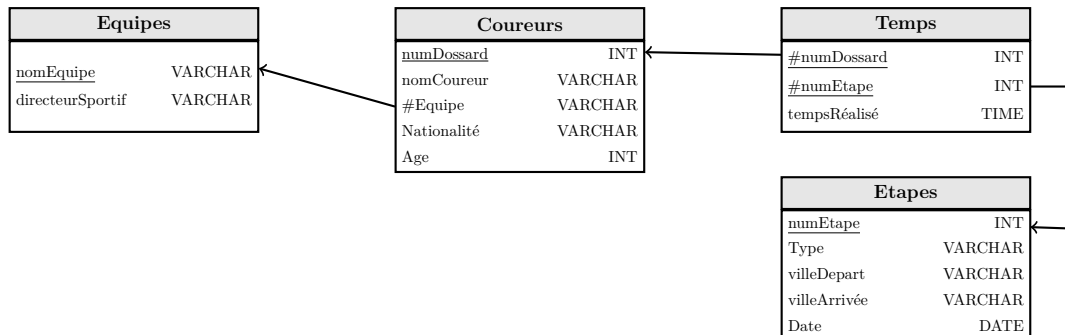 Equipes
nomEquipe VARCHAR
directeurSportif VARCHAR
Coureurs
numDossard INT
nomCoureur VARCHAR
#Equipe VARCHAR
Nationalité VARCHAR
Age INT
Temps
#numDossard INT
#numEtape INT
tempsRéalisé TIME
Etapes
numEtape INT
Type VARCHAR
villeDepart VARCHAR
villeArrivée VARCHAR
Date DATE